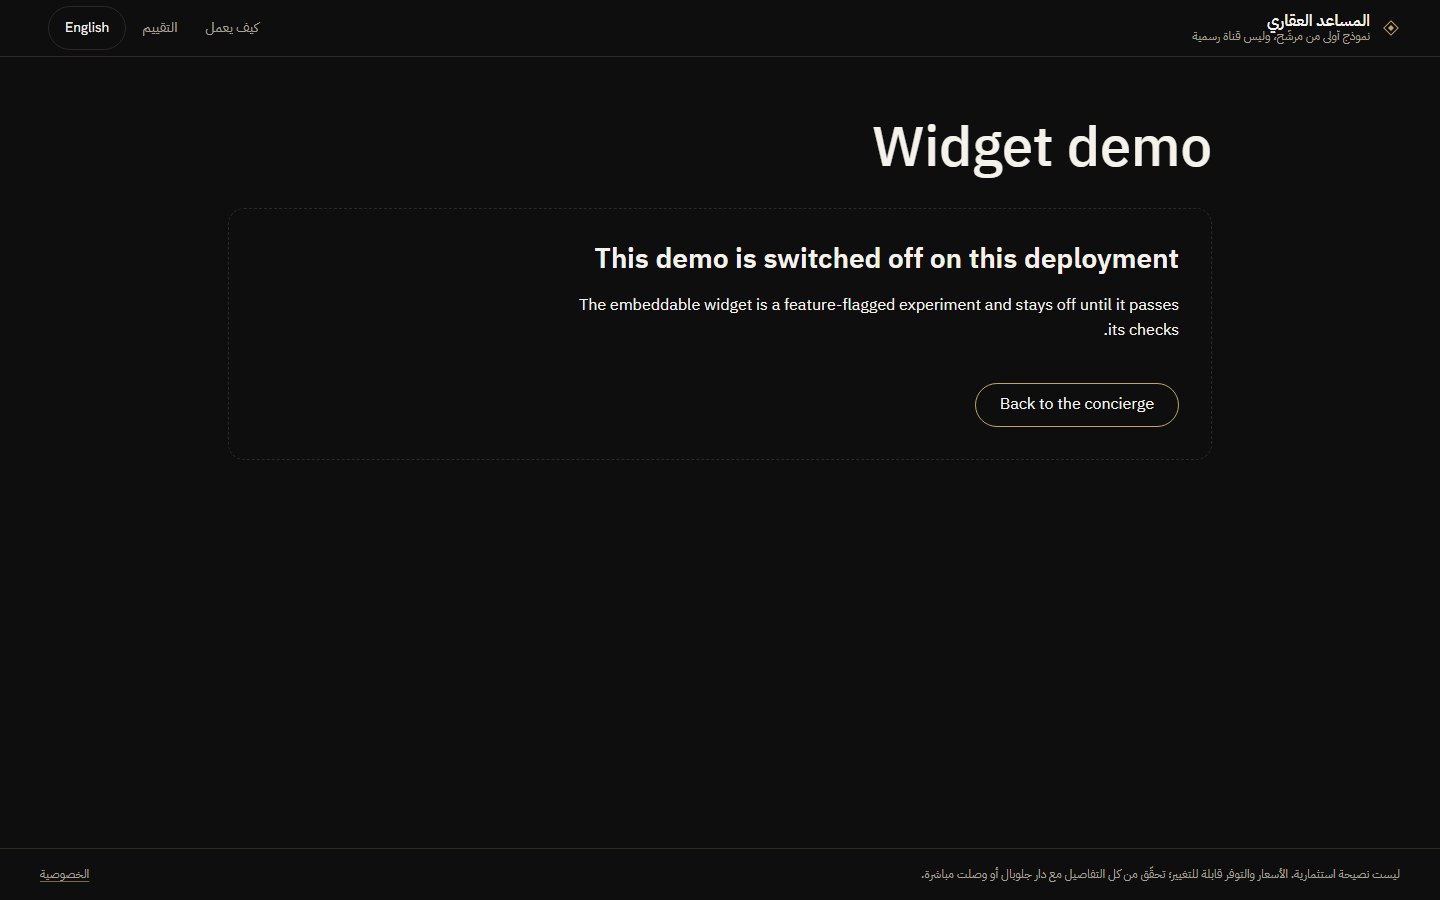 المساعد العقاري
نموذج أولي من مرشّح، وليس قناة رسمية
كيف يعمل
التقييم
English
Widget demo
This demo is switched off on this deployment
The embeddable widget is a feature-flagged experiment and stays off until it passes
its checks.
Back to the concierge
ليست نصيحة استثمارية. الأسعار والتوفر قابلة للتغيير؛ تحقّق من كل التفاصيل مع دار جلوبال أو وصلت مباشرة.
الخصوصية